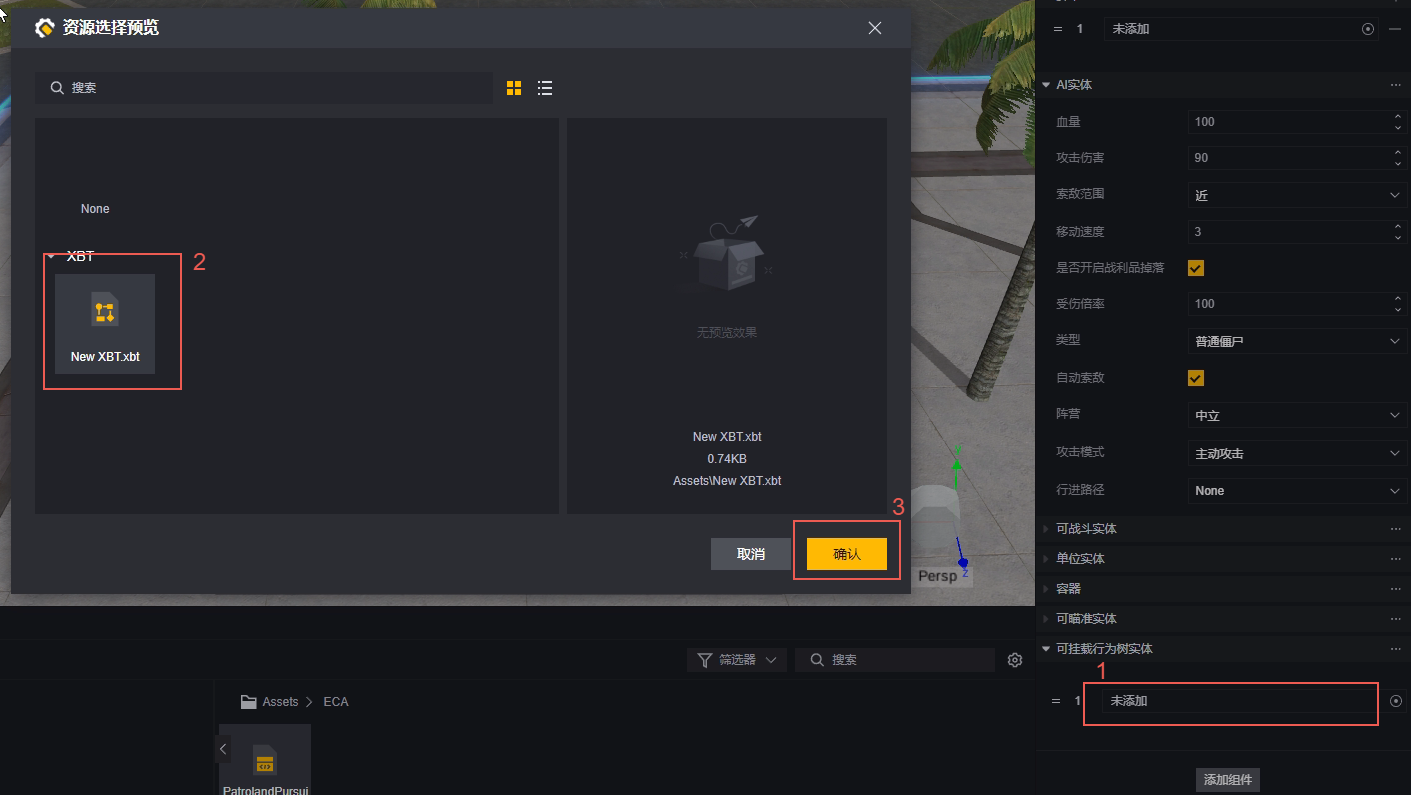 资源选择预览
搜索
None
XBT
2
New XBT.xbt
无预览效果
New XBT.xbt
0.74KB
Assets\New XBT.xbt
3
取消
确认
Persp
Z
筛选器
搜索
Assets
ECA
PatrolandPursui
1
未添加
AI实体
血量
100
攻击伤害
90
索敌范围
近
移动速度
3
是否开启战利品掉落
受伤倍率
100
类型
普通僵尸
自动索敌
阵营
中立
攻击模式
主动攻击
行进路径
None
可战斗实体
单位实体
容器
可瞄准实体
可挂载行为树实体
1
1
未添加
添加组件